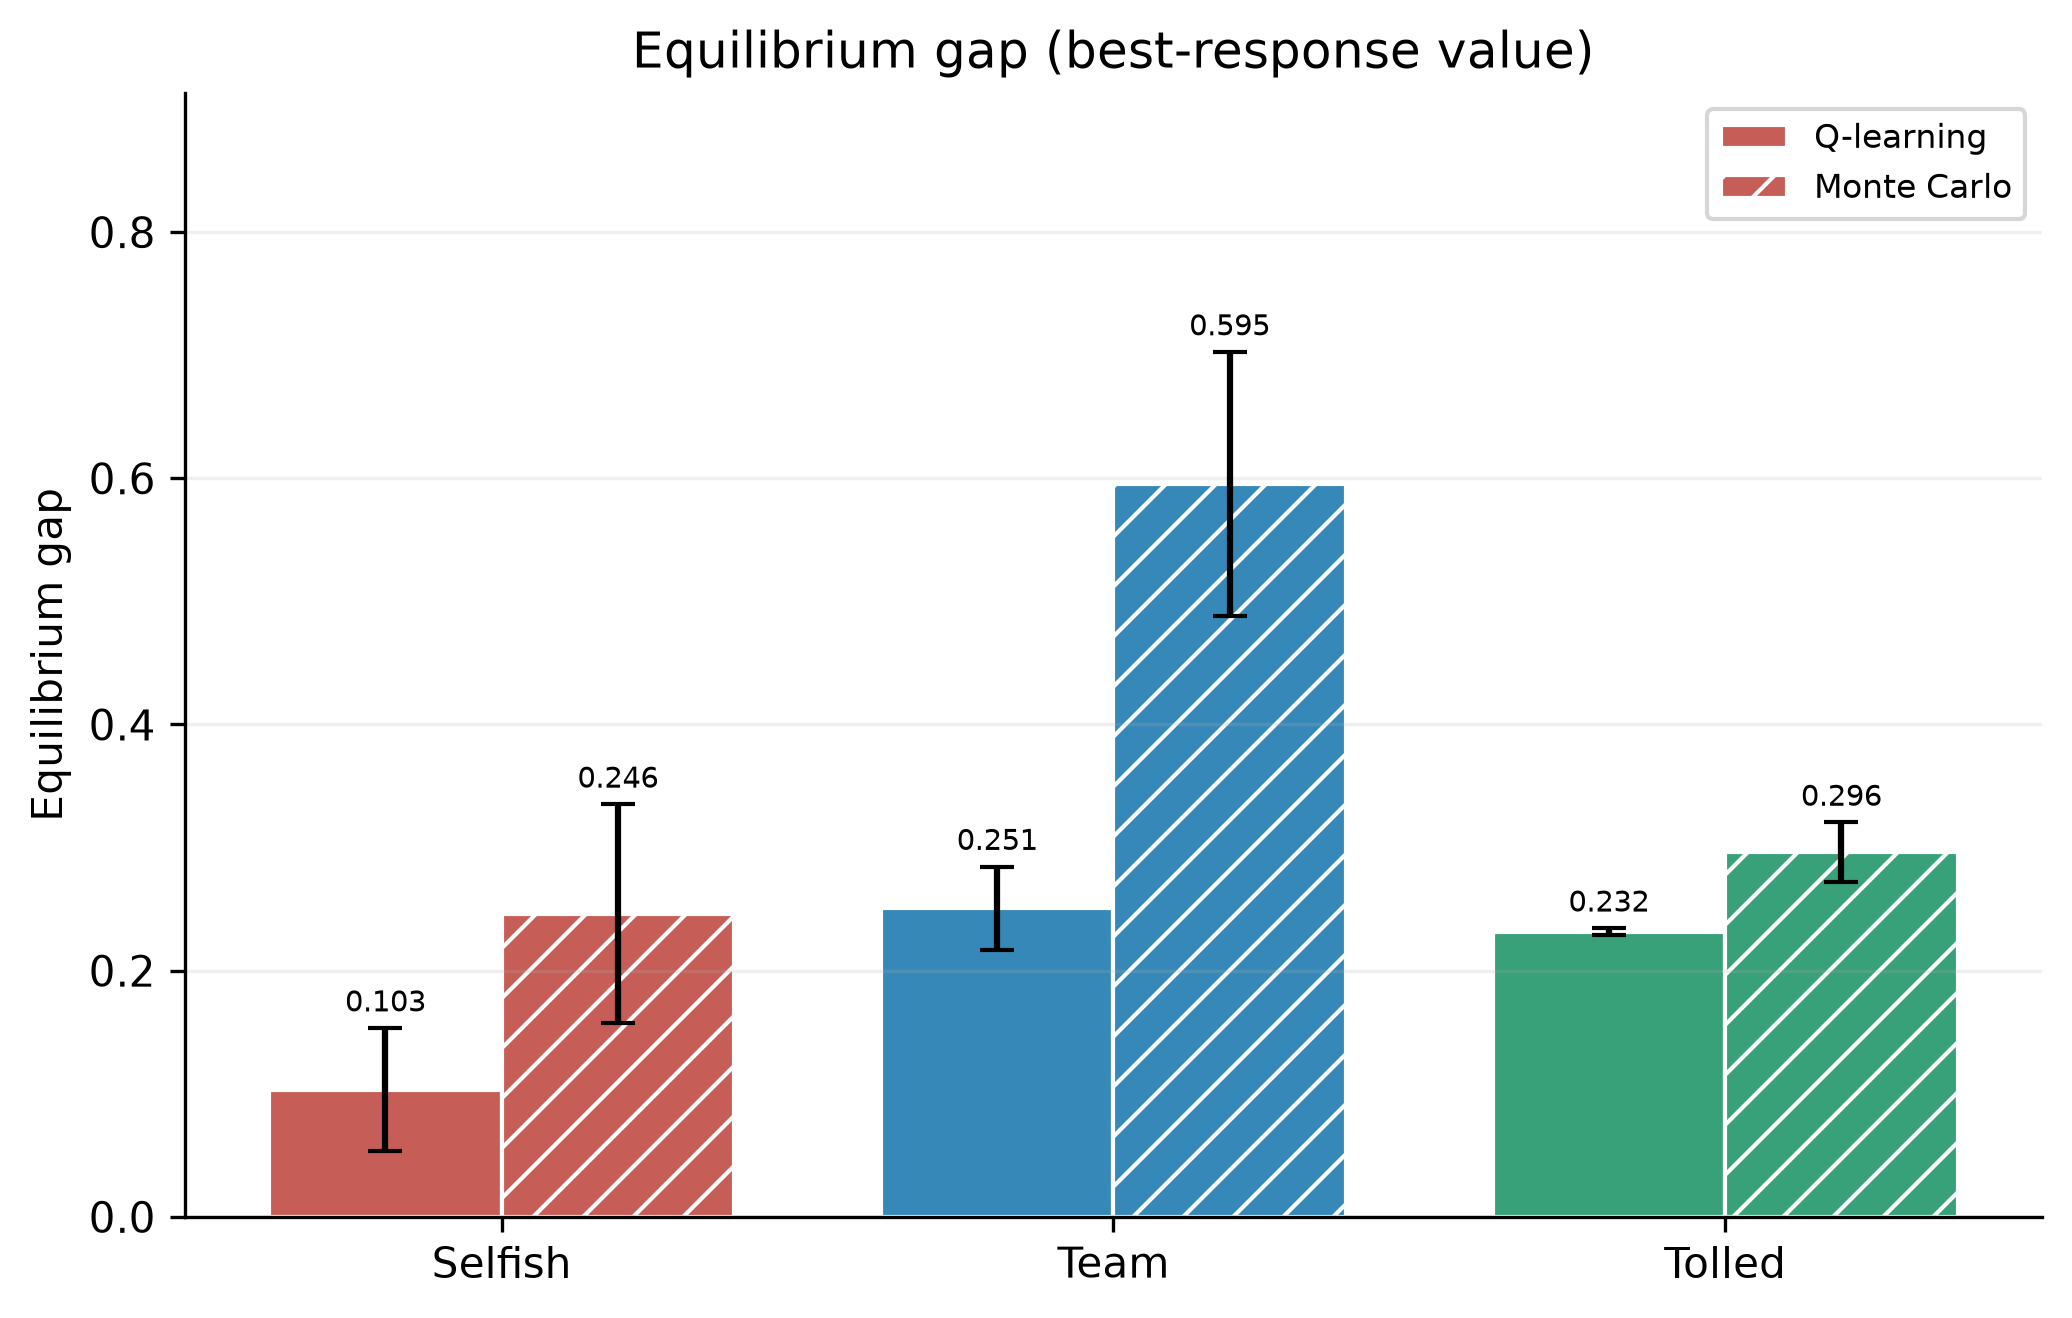 Equilibrium gap (best-response value)
Q-learning
Monte Carlo
Equilibrium gap
0.8
0.6
0.4
0.2
0.0
0.103
0.246
0.251
0.595
0.232
0.296
Selfish
Team
Tolled